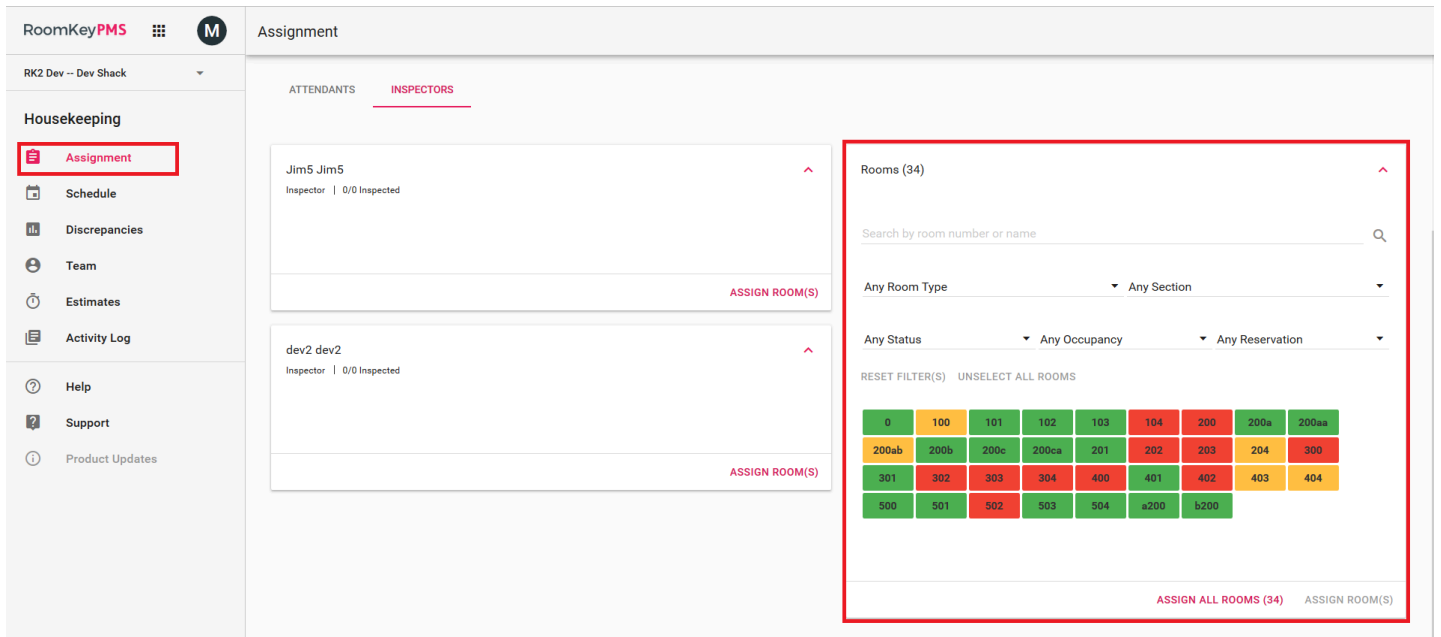 RoomKeyPMS
M
Assignment
RK2 Dev -- Dev Shack
ATTENDANTS INSPECTORS
Housekeeping
Assignment
Schedule
Discrepancies
Team
Estimates
Activity Log
Help
Support
Product Updates
Jim5 Jim5
Inspector | 0/0 Inspected
ASSIGN ROOM(S)
dev2 dev2
Inspector | 0/0 Inspected
ASSIGN ROOM(S)
Rooms (34)
Search by room number or name
Any Room Type Any Section
Any Status Any Occupancy Any Reservation
RESET FILTER(S) UNSELECT ALL ROOMS
0 100 101 102 103 104 200 200a 200aa
200ab 200b 200c 200ca 201 202 203 204 300
301 302 303 304 400 401 402 403 404
500 501 502 503 504 a200 b200
ASSIGN ALL ROOMS (34) ASSIGN ROOM(S)